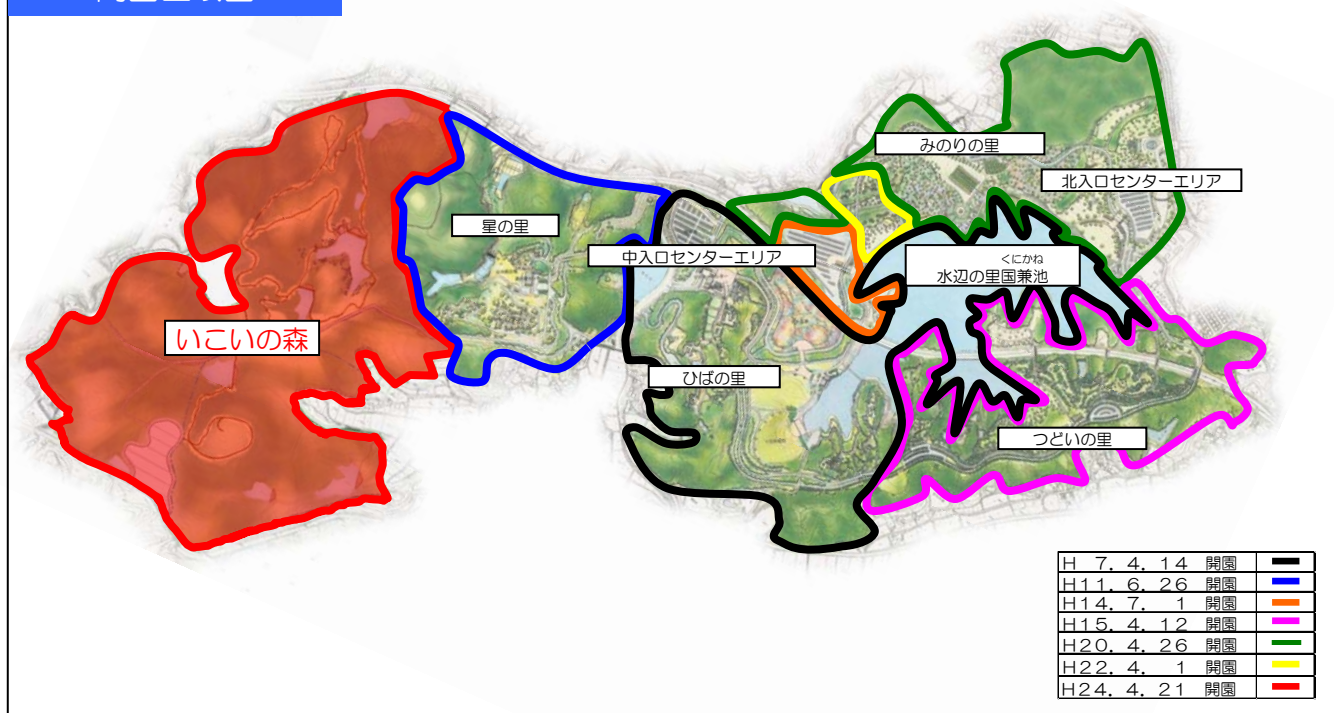 みのりの里
北入口センターエリア
星の里
中入口センターエリア
くにかね
水辺の里国兼池
いこいの森
ひばの里
つどいの里
H 7. 4. 14 開園
H11. 6. 26 開園
H14. 7. 1 開園
H15. 4. 12 開園
H20. 4. 26 開園
H22. 4. 1 開園
H24. 4. 21 開園